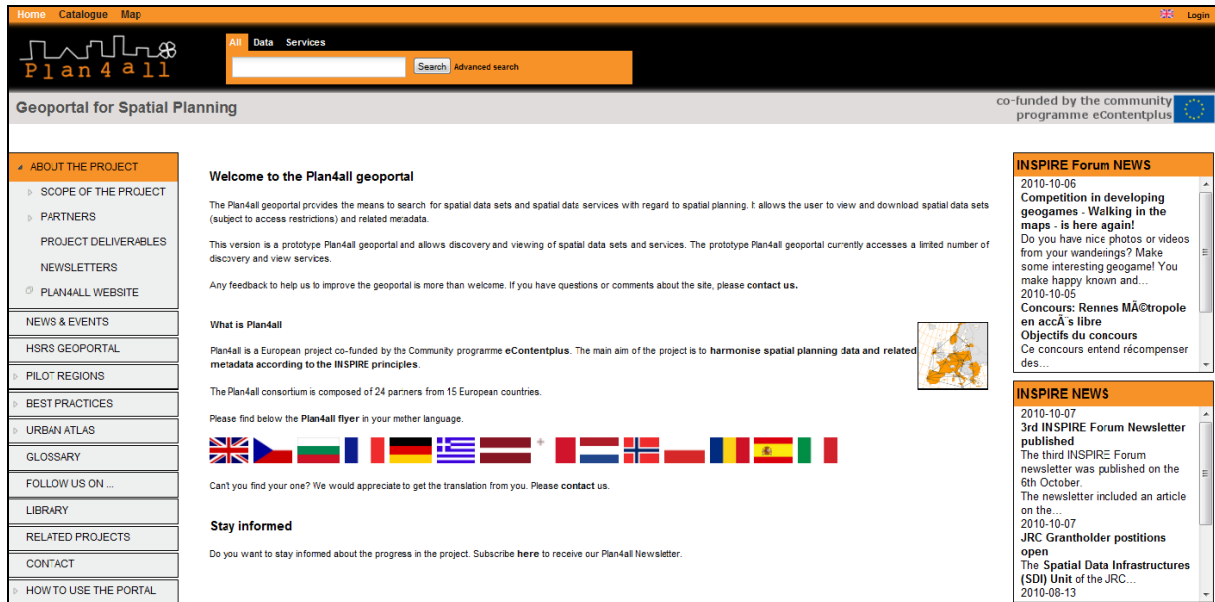 Home Catalogue Map
Login
Plan4all
All Data Services
Search Advanced search
Geoportal for Spatial Planning
co-funded by the community
programme eContentplus
ABOUT THE PROJECT
SCOPE OF THE PROJECT
PARTNERS
PROJECT DELIVERABLES
NEWSLETTERS
PLAN4ALL WEBSITE
NEWS & EVENTS
HSRS GEOPORTAL
PILOT REGIONS
BEST PRACTICES
URBAN ATLAS
GLOSSARY
FOLLOW US ON ...
LIBRARY
RELATED PROJECTS
CONTACT
HOW TO USE THE PORTAL
Welcome to the Plan4all geoportal
The Plan4all geoportal provides the means to search for spatial data sets and spatial data services with regard to spatial planning. It allows the user to view and download spatial data sets
(subject to access restrictions) and related metadata.
This version is a prototype Plan4all geoportal and allows discovery and viewing of spatial data sets and services. The prototype Plan4all geoportal currently accesses a limited number of
discovery and view services.
Any feedback to help us to improve the geoportal is more than welcome. If you have questions or comments about the site, please contact us.
What is Plan4all
Plan4all is a European project co-funded by the Community programme eContentplus. The main aim of the project is to harmonise spatial planning data and related
metadata according to the INSPIRE principles.
The Plan4all consortium is composed of 24 partners from 15 European countries.
Please find below the Plan4all flyer in your mother language.
Can't you find your one? We would appreciate to get the translation from you. Please contact us.
Stay informed
Do you want to stay informed about the progress in the project. Subscribe here to receive our Plan4all Newsletter.
INSPIRE Forum NEWS
2010-10-06
Competition in developing
geogames - Walking in the
maps - is here again!
Do you have nice photos or videos
from your wanderings? Make
some interesting geogame! You
make happy known and...
2010-10-05
Concours: Rennes MÃ©tropole
en accÃ¨s libre
Objectifs du concours
Ce concours entend récompenser
des...
INSPIRE NEWS
2010-10-07
3rd INSPIRE Forum Newsletter
published
The third INSPIRE Forum
newsletter was published on the
6th October.
The newsletter included an article
on the...
2010-10-07
JRC Grantholder postitions
open
The Spatial Data Infrastructures
(SDI) Unit of the JRC...
2010-08-13